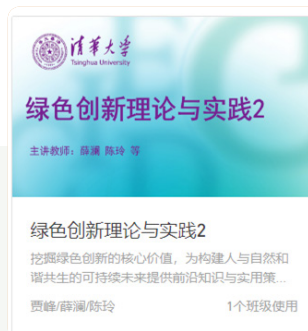 清华大学
Tsinghua University
绿色创新理论与实践2
主讲教师：薛澜 陈玲 等
绿色创新理论与实践2
挖掘绿色创新的核心价值，为构建人与自然和
谐共生的可持续未来提供前沿知识与实用策...
贾峰/薛澜/陈玲
1个班级使用